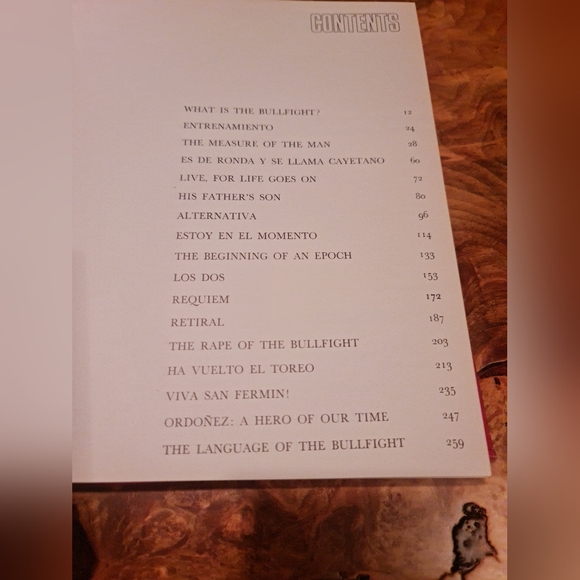 CONTENTS
WHAT IS THE BULLFIGHT? 12
ENTRENAMIENTO 24
THE MEASURE OF THE MAN 28
ES DE RONDA Y SE LLAMA CAYETANO 60
LIVE, FOR LIFE GOES ON 72
HIS FATHER'S SON 80
ALTERNATIVA 96
ESTOY EN EL MOMENTO 114
THE BEGINNING OF AN EPOCH 133
LOS DOS 153
REQUIEM 172
RETIRAL 187
THE RAPE OF THE BULLFIGHT 203
HA VUELTO EL TOREO 213
VIVA SAN FERMIN! 235
ORDOÑEZ: A HERO OF OUR TIME 247
THE LANGUAGE OF THE BULLFIGHT 259